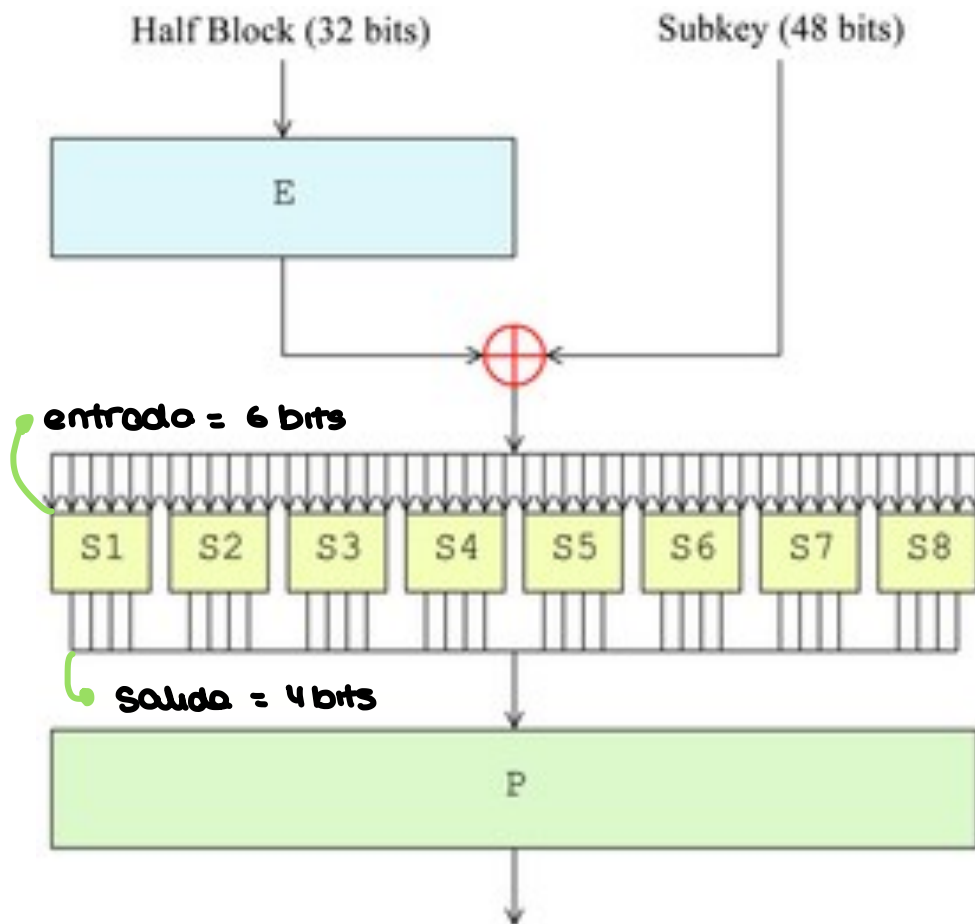 Half Block (32 bits) Subkey (48 bits)
E
entrada = 6 bits
S1 S2 S3 S4 S5 S6 S7 S8
salida = 4 bits
P